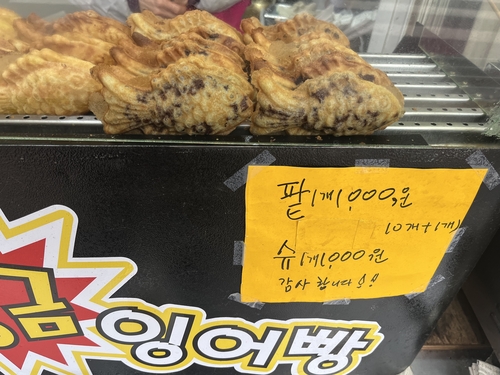 팥 1개 1,000원
(10개+1개)
슈 1개 1,000원
감사합니다
금 잉어빵